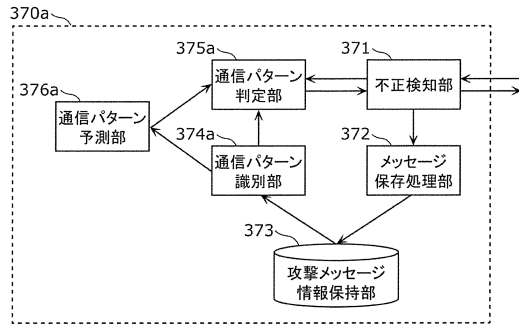 370a
375a
371
376a
通信パターン
判定部
不正検知部
通信パターン
予測部
374a
372
通信パターン
識別部
メッセージ
保存処理部
373
攻撃メッセージ
情報保持部